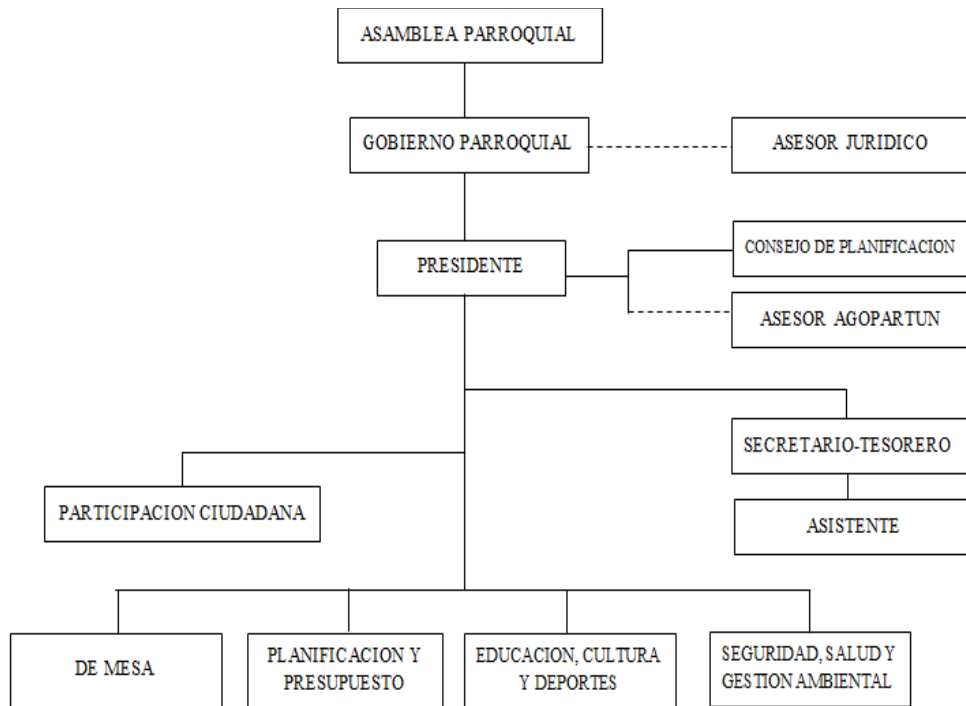 ASAMBLEA PARROQUIAL
GOBIERNO PARROQUIAL
ASESOR JURIDICO
CONSEJO DE PLANIFICACION
PRESIDENTE
ASESOR AGOPARTUN
SECRETARIO-TESORERO
PARTICIPACION CIUDADANA
ASISTENTE
DE MESA
PLANIFICACION Y
PRESUPUESTO
EDUCACION, CULTURA
Y DEPORTES
SEGURIDAD, SALUD Y
GESTION AMBIENTAL